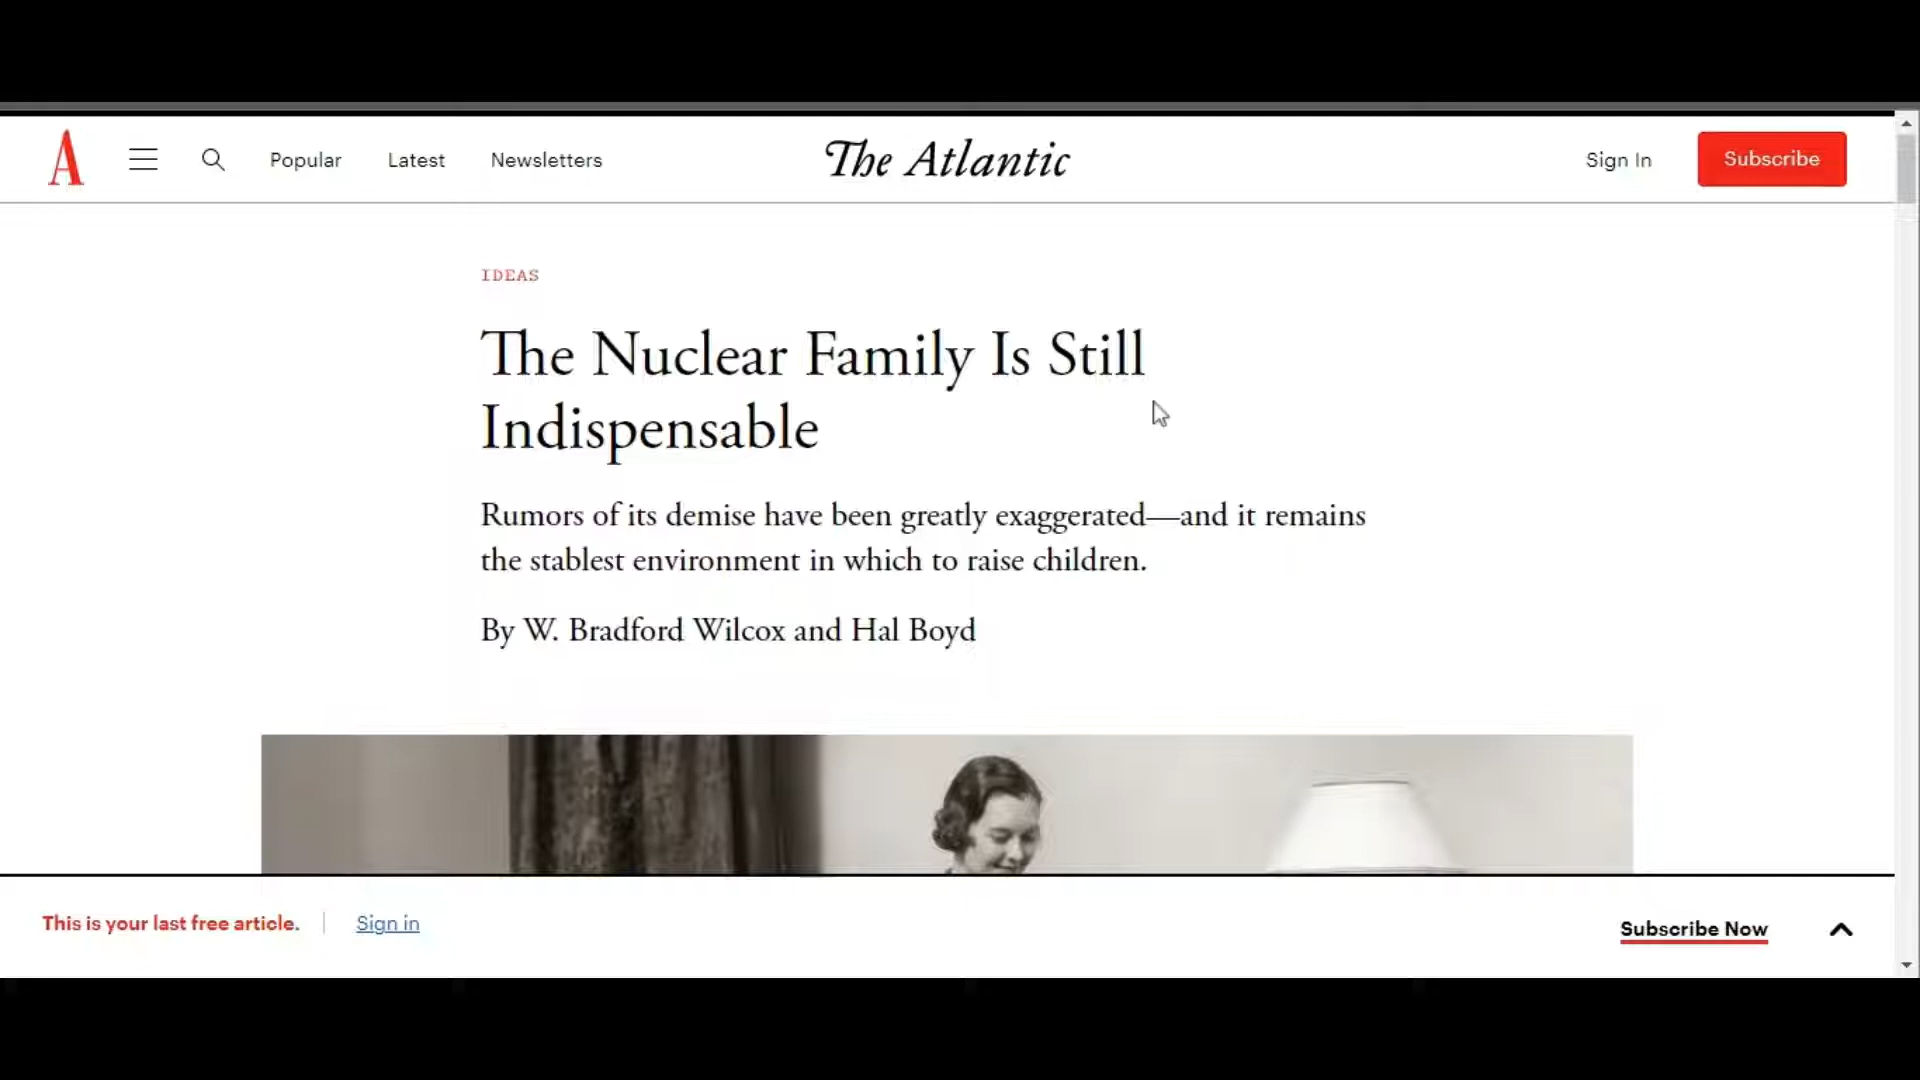 A Popular Latest Newsletters The Atlantic Sign In Subscribe
IDEAS
The Nuclear Family Is Still
Indispensable
Rumors of its demise have been greatly exaggerated—and it remains
the stablest environment in which to raise children.
By W. Bradford Wilcox and Hal Boyd
This is your last free article. Sign in Subscribe Now